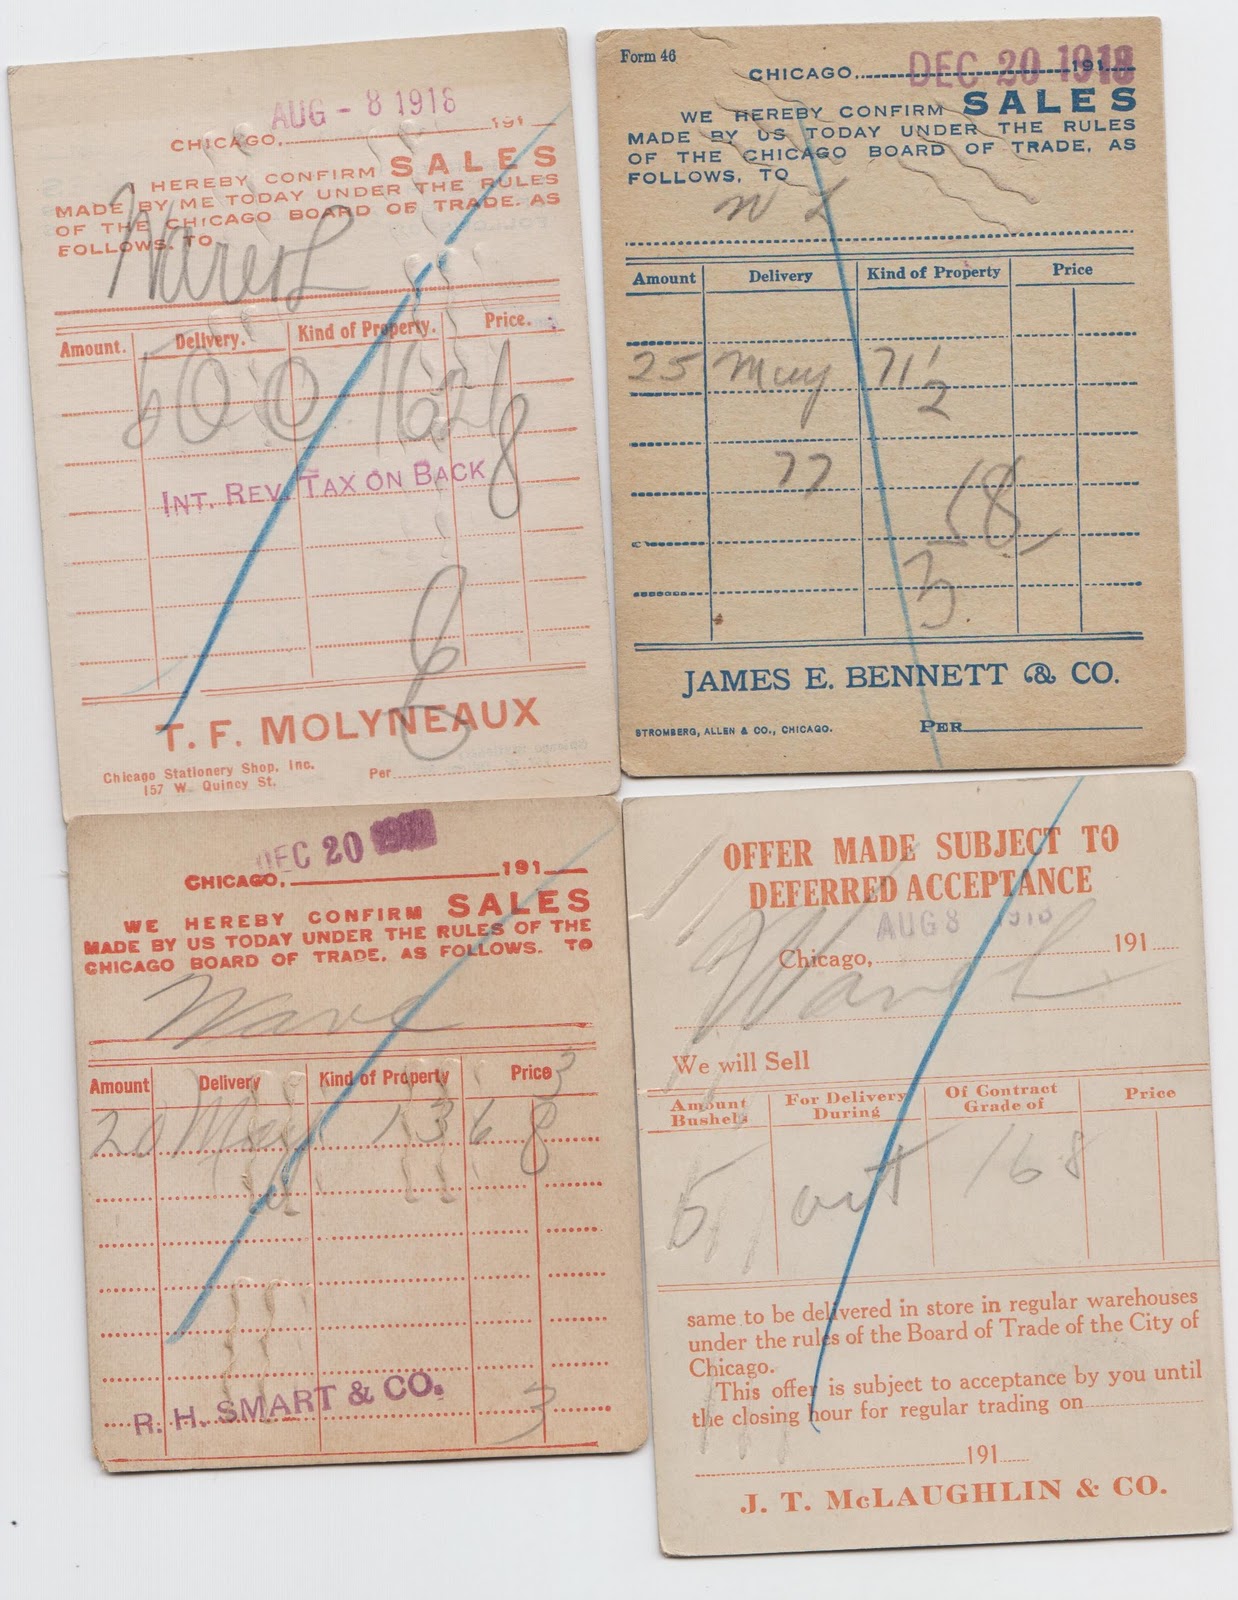 AUG - 8 1918
CHICAGO, 191
HEREBY CONFIRM SALES
MADE BY ME TODAY UNDER THE RULES
OF THE CHICAGO BOARD OF TRADE, AS
FOLLOWS, TO
Amount. Delivery. Kind of Property. Price.
INT. REV. TAX ON BACK
6
T. F. MOLYNEAUX
Chicago Stationery Shop, Inc.
157 W. Quincy St.
Per
Form 46
DEC 20 1918
CHICAGO, 191
WE HEREBY CONFIRM SALES
MADE BY US TODAY UNDER THE RULES
OF THE CHICAGO BOARD OF TRADE, AS
FOLLOWS, TO
W L
Amount Delivery Kind of Property Price
25 May 71 1/2
77
3
JAMES E. BENNETT & CO.
STROMBERG, ALLEN & CO., CHICAGO. PER
DEC 20
CHICAGO, 191
WE HEREBY CONFIRM SALES
MADE BY US TODAY UNDER THE RULES OF THE
CHICAGO BOARD OF TRADE, AS FOLLOWS, TO
Ware
Amount Delivery Kind of Property Price
20 May 136 3/8
R. H. SMART & CO.
3
OFFER MADE SUBJECT TO
DEFERRED ACCEPTANCE
AUG 8 1918
Chicago, 191
We will Sell
Amount Bushels For Delivery During Of Contract Grade of Price
5 oct 168
same to be delivered in store in regular warehouses
under the rules of the Board of Trade of the City of
Chicago.
This offer is subject to acceptance by you until
the closing hour for regular trading on
191
J. T. McLAUGHLIN & CO.